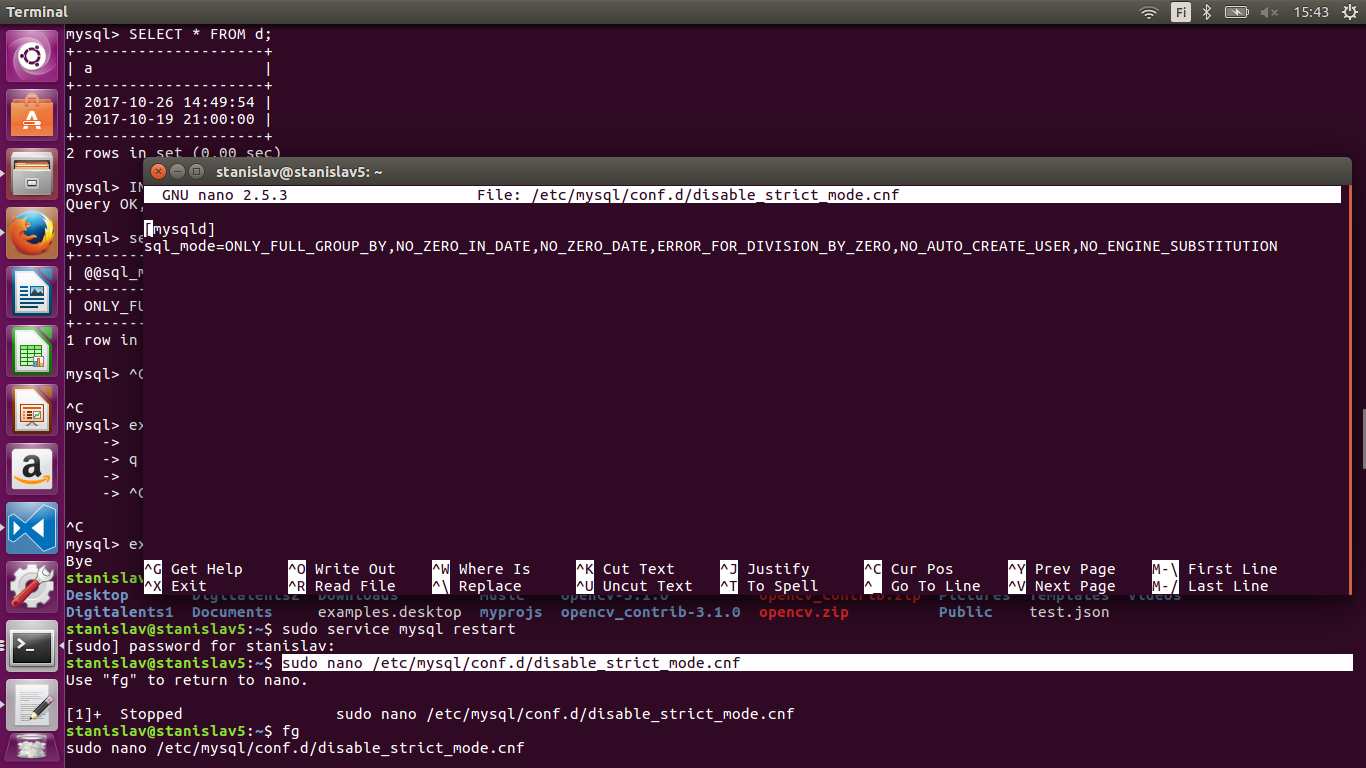 Terminal
Fi
15:43
mysql> SELECT * FROM d;
+---------------------+
| a                   |
+---------------------+
| 2017-10-26 14:49:54 |
| 2017-10-19 21:00:00 |
+---------------------+
2 rows in set (0.00 sec)
mysql> IN
Query OK,
mysql> se
+--------
| @@sql_m
+--------
| ONLY_FU
+--------
1 row in
mysql> ^C
^C
mysql> ex
    ->
    -> q
    ->
    -> ^C
^C
mysql> ex
Bye
stanislav@stanislav5: ~
GNU nano 2.5.3 File: /etc/mysql/conf.d/disable_strict_mode.cnf
[mysqld]
sql_mode=ONLY_FULL_GROUP_BY,NO_ZERO_IN_DATE,NO_ZERO_DATE,ERROR_FOR_DIVISION_BY_ZERO,NO_AUTO_CREATE_USER,NO_ENGINE_SUBSTITUTION
^G Get Help ^O Write Out ^W Where Is ^K Cut Text ^J Justify ^C Cur Pos ^Y Prev Page M-\ First Line
^X Exit ^R Read File ^\ Replace ^U Uncut Text ^T To Spell ^_ Go To Line ^V Next Page M-/ Last Line
stanislav
Desktop Digitalents2 Downloads Music opencv-3.1.0 opencv_contrib.zip Pictures Templates Videos
Digitalents1 Documents examples.desktop myprojs opencv_contrib-3.1.0 opencv.zip Public test.json
stanislav@stanislav5:~$ sudo service mysql restart
[sudo] password for stanislav:
stanislav@stanislav5:~$ sudo nano /etc/mysql/conf.d/disable_strict_mode.cnf
Use "fg" to return to nano.
[1]+  Stopped                 sudo nano /etc/mysql/conf.d/disable_strict_mode.cnf
stanislav@stanislav5:~$ fg
sudo nano /etc/mysql/conf.d/disable_strict_mode.cnf